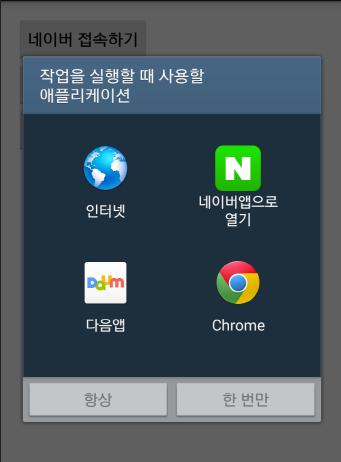 네이버 접속하기
작업을 실행할 때 사용할
애플리케이션
인터넷
N
네이버앱으로
열기
Daum
다음앱
Chrome
항상
한 번만